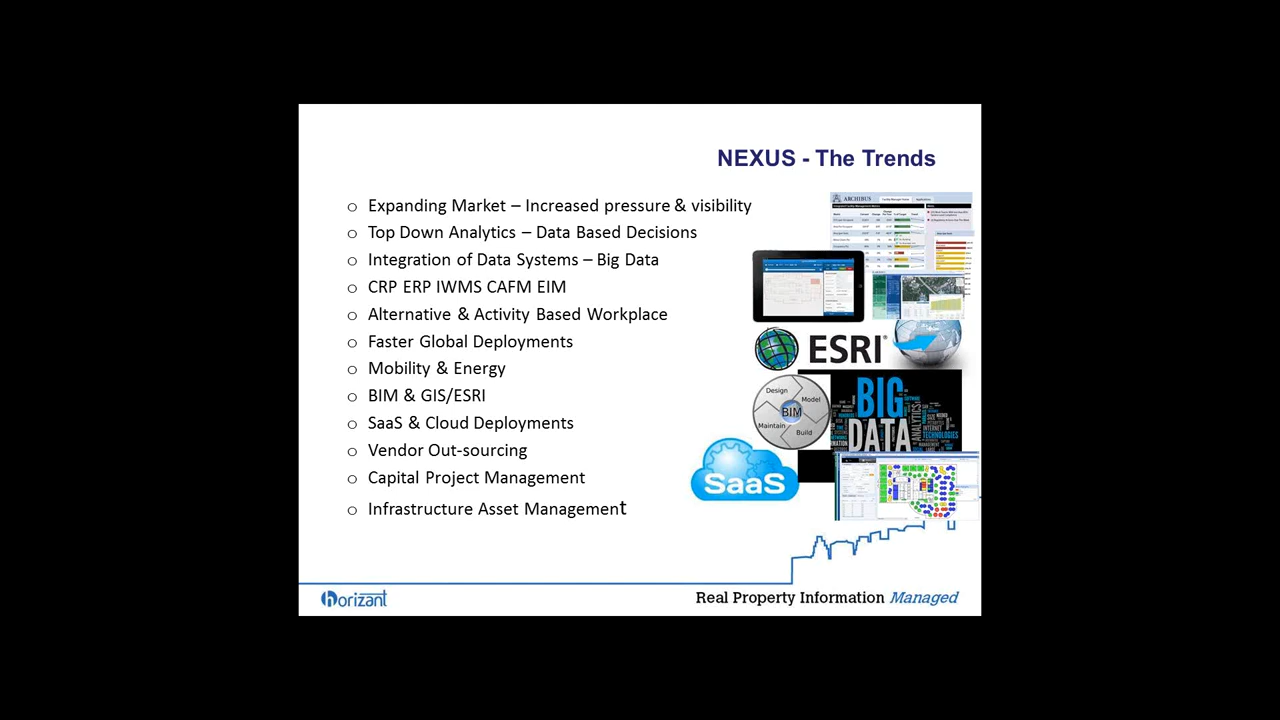 NEXUS - The Trends
o Expanding Market – Increased pressure & visibility
o Top Down Analytics – Data Based Decisions
o Integration of Data Systems – Big Data
o CRP ERP IWMS CAFM EIM
o Alternative & Activity Based Workplace
o Faster Global Deployments
o Mobility & Energy
o BIM & GIS/ESRI
o SaaS & Cloud Deployments
o Vendor Out-sourcing
o Capital Project Management
o Infrastructure Asset Management
ARCHIBUS
ESRI®
Design
Model
BIM
Maintain
Build
BIG
DATA
ANALYTICS
INTERNET
TECHNOLOGIES
SaaS
horizant
Real Property Information Managed